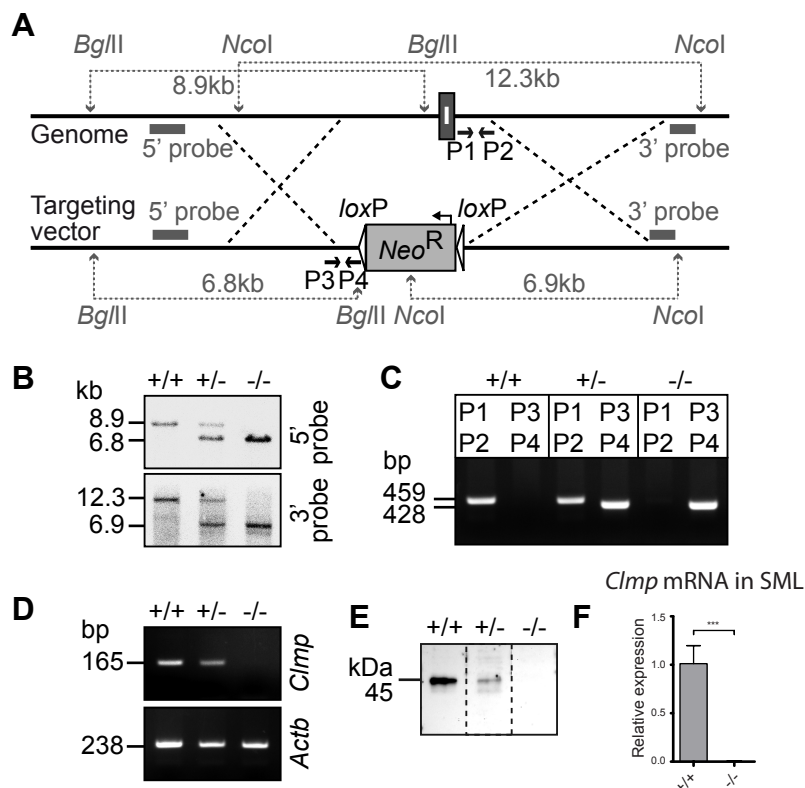 A
BglII NcoI BglII NcoI
8.9kb 12.3kb
I
Genome
5' probe P1 P2 3' probe
Targeting
vector
5' probe loxP loxP 3' probe
NeoR
P3 P4
6.8kb 6.9kb
BglII BglII NcoI NcoI
B
+/+ +/- -/-
kb
8.9
6.8
5' probe
12.3
6.9
3' probe
C
+/+ +/- -/-
P1 P3 P1 P3 P1 P3
P2 P4 P2 P4 P2 P4
bp
459
428
D
+/+ +/- -/-
bp
165
Clmp
238
Actb
E
+/+ +/- -/-
kDa
45
Clmp mRNA in SML
F
***
Relative expression
1.5
1.0
0.5
0.0
+/+ -/-